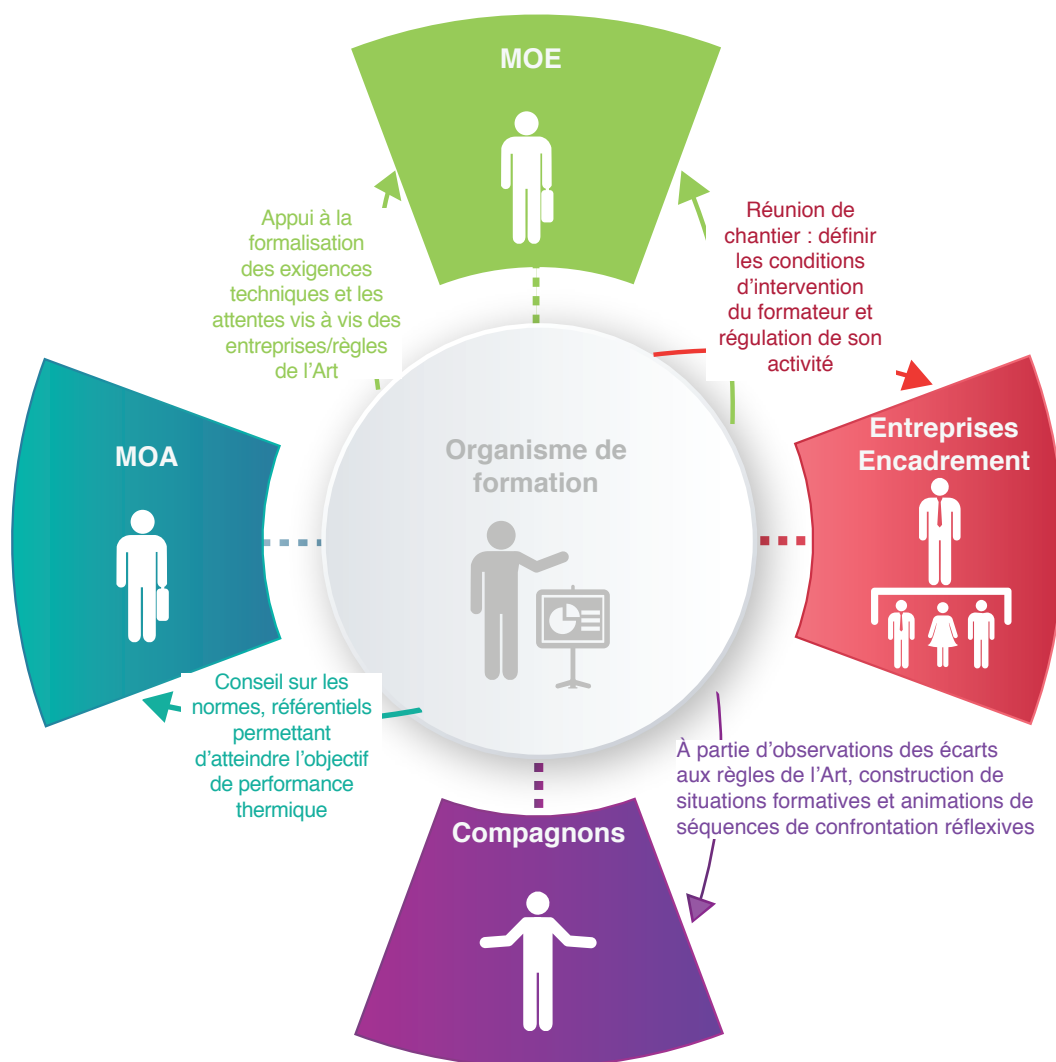 MOE
Appui à la
formalisation
des exigences
techniques et les
attentes vis à vis des
entreprises/règles
de l’Art
Réunion de
chantier : définir
les conditions
d’intervention
du formateur et
régulation de son
activité
MOA
Organisme de
formation
Entreprises
Encadrement
Conseil sur les
normes, référentiels
permettant
d’atteindre l’objectif
de performance
thermique
À partie d’observations des écarts
aux règles de l’Art, construction de
situations formatives et animations de
séquences de confrontation réflexives
Compagnons